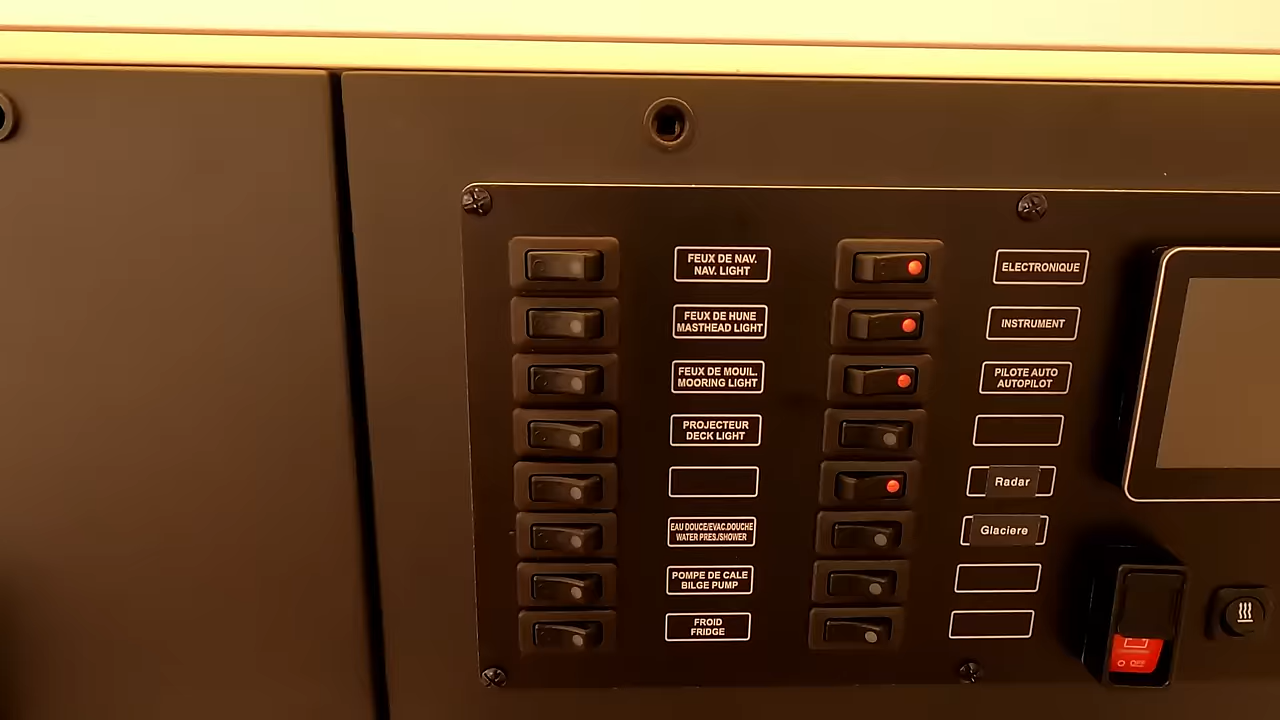 FEUX DE NAV.
NAV. LIGHT
FEUX DE HUNE
MASTHEAD LIGHT
FEUX DE MOUIL.
MOORING LIGHT
PROJECTEUR
DECK LIGHT
EAU DOUCE/EVAC.DOUCHE
WATER PRES./SHOWER
POMPE DE CALE
BILGE PUMP
FROID
FRIDGE
ELECTRONIQUE
INSTRUMENT
PILOTE AUTO
AUTOPILOT
Radar
Glaciere
OFF